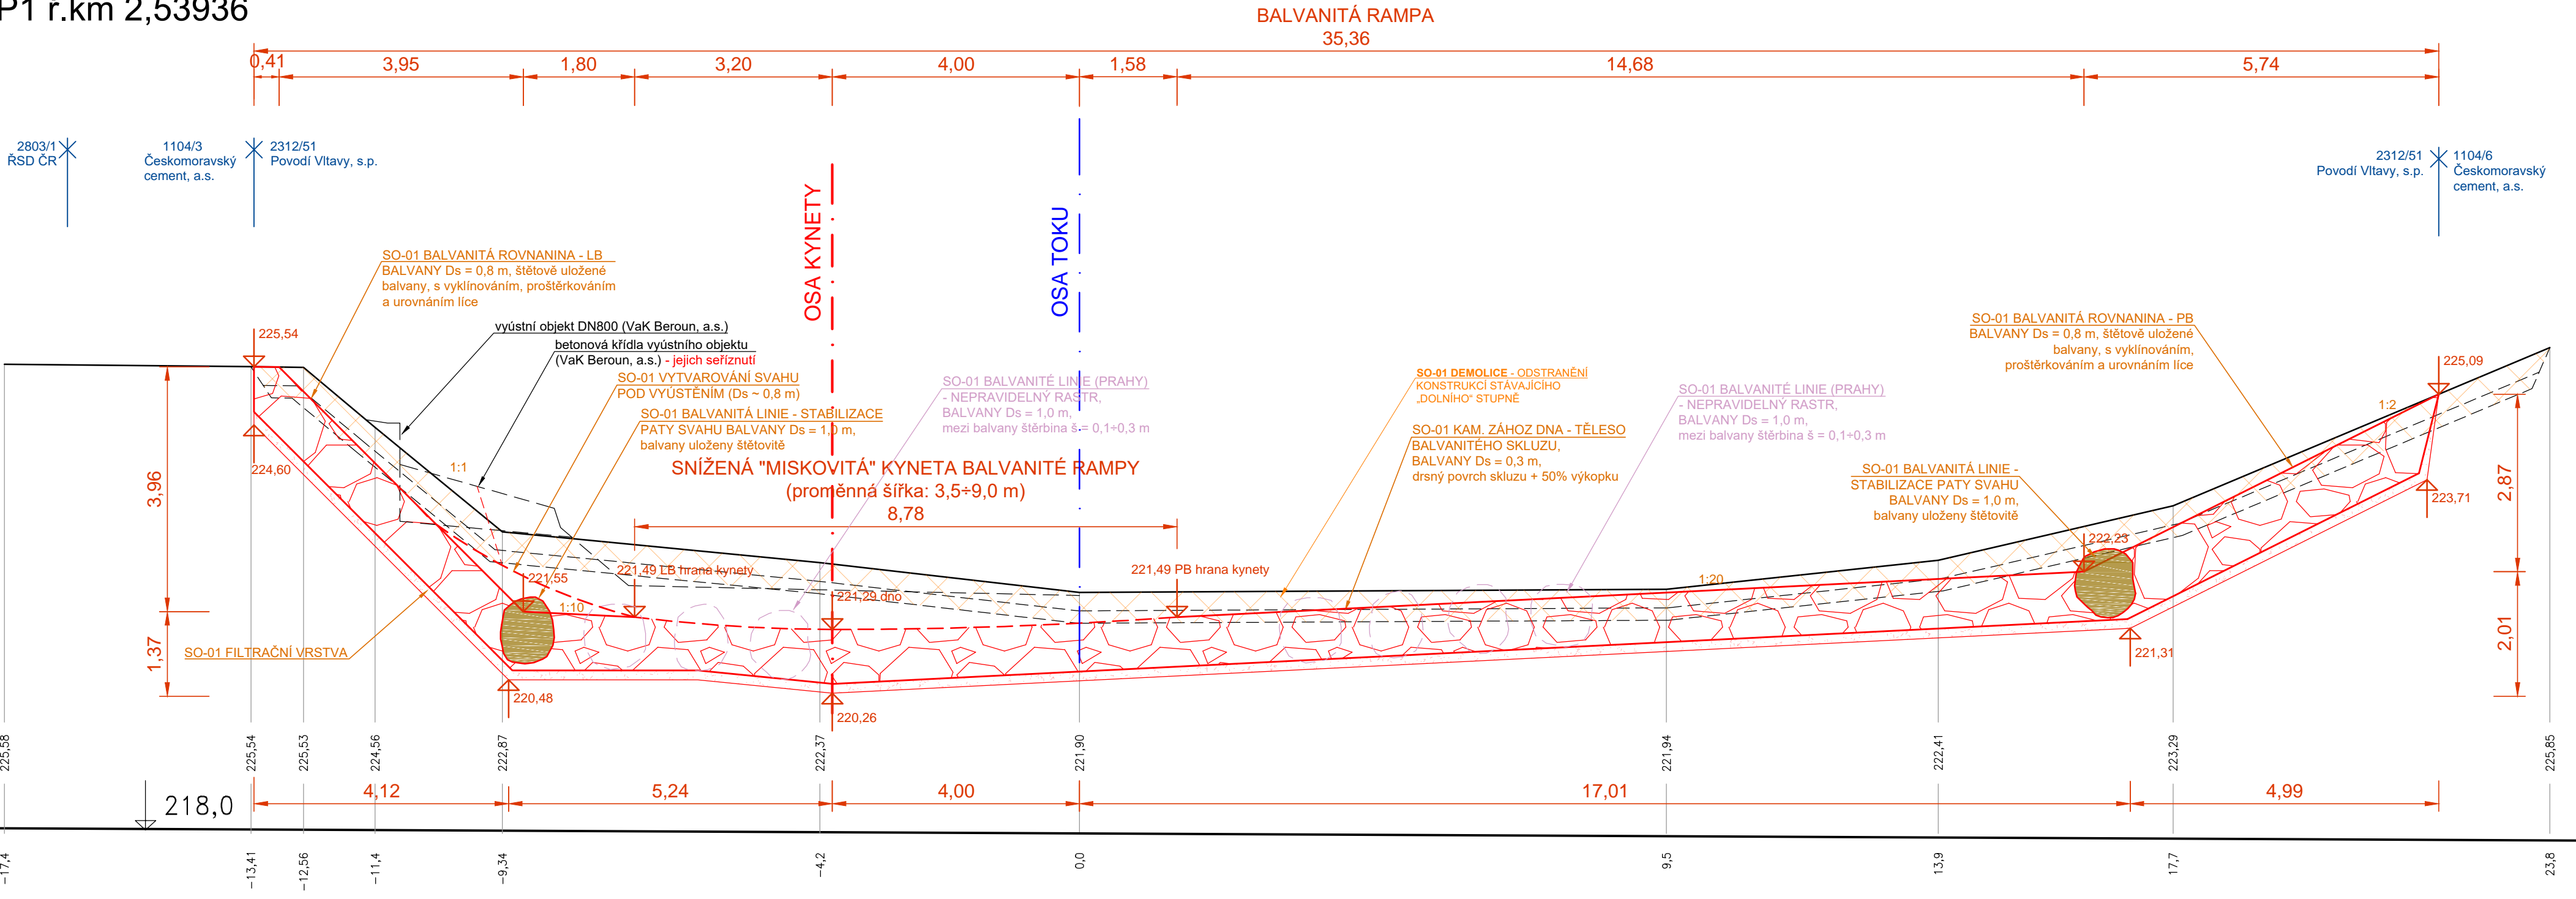 P1 ř.km 2,53936
BALVANITÁ RAMPA
35,36
0,41
3,95
1,80
3,20
4,00
1,58
14,68
5,74
2803/1
ŘSD ČR
1104/3
Českomoravský
cement, a.s.
2312/51
Povodí Vltavy, s.p.
2312/51
Povodí Vltavy, s.p.
1104/6
Českomoravský
cement, a.s.
OSA KYNETY
OSA TOKU
SO-01 BALVANITÁ ROVNANINA - LB
BALVANY Ds = 0,8 m, štětově uložené
balvany, s vyklínováním, proštěrkováním
a urovnáním líce
vyústní objekt DN800 (VaK Beroun, a.s.)
betonová křídla vyústního objektu
(VaK Beroun, a.s.) - jejich seříznutí
SO-01 VYTVAROVÁNÍ SVAHU
POD VYÚSTĚNÍM (Ds ~ 0,8 m)
SO-01 BALVANITÁ LINIE - STABILIZACE
PATY SVAHU BALVANY Ds = 1,0 m,
balvany uloženy štětovitě
SO-01 BALVANITÉ LINIE (PRAHY)
- NEPRAVIDELNÝ RASTR,
BALVANY Ds = 1,0 m,
mezi balvany štěrbina š = 0,1÷0,3 m
SNÍŽENÁ "MISKOVITÁ" KYNETA BALVANITÉ RAMPY
(proměnná šířka: 3,5÷9,0 m)
8,78
SO-01 DEMOLICE - ODSTRANĚNÍ
KONSTRUKCÍ STÁVAJÍCÍHO
„DOLNÍHO" STUPNĚ
SO-01 KAM. ZÁHOZ DNA - TĚLESO
BALVANITÉHO SKLUZU,
BALVANY Ds = 0,3 m,
drsný povrch skluzu + 50% výkopku
SO-01 BALVANITÉ LINIE (PRAHY)
- NEPRAVIDELNÝ RASTR,
BALVANY Ds = 1,0 m,
mezi balvany štěrbina š = 0,1÷0,3 m
SO-01 BALVANITÁ ROVNANINA - PB
BALVANY Ds = 0,8 m, štětově uložené
balvany, s vyklínováním,
proštěrkováním a urovnáním líce
SO-01 BALVANITÁ LINIE -
STABILIZACE PATY SVAHU
BALVANY Ds = 1,0 m,
balvany uloženy štětovitě
225,54
225,09
224,60
223,71
1:1
1:2
3,96
2,87
222,23
221,55
221,49 LB hrana kynety
221,49 PB hrana kynety
221,29 dno
1:10
1:20
1,37
2,01
SO-01 FILTRAČNÍ VRSTVA
221,31
220,48
220,26
225,58
225,54
225,53
224,56
222,87
222,37
221,90
221,94
222,41
223,29
225,85
218,0
4,12
5,24
4,00
17,01
4,99
-17,4
-13,41
-12,56
-11,4
-9,34
-4,2
0,0
9,5
13,9
17,7
23,8